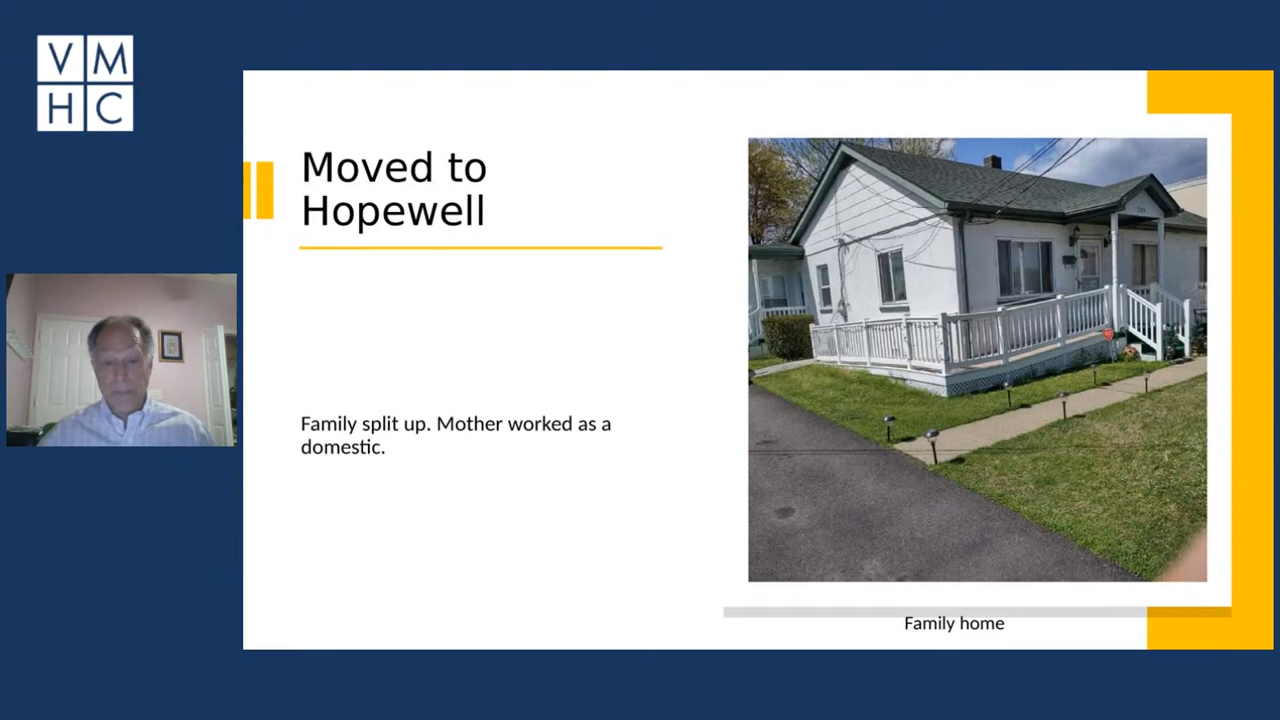 V M
H C
Moved to
Hopewell
Family split up. Mother worked as a
domestic.
Family home